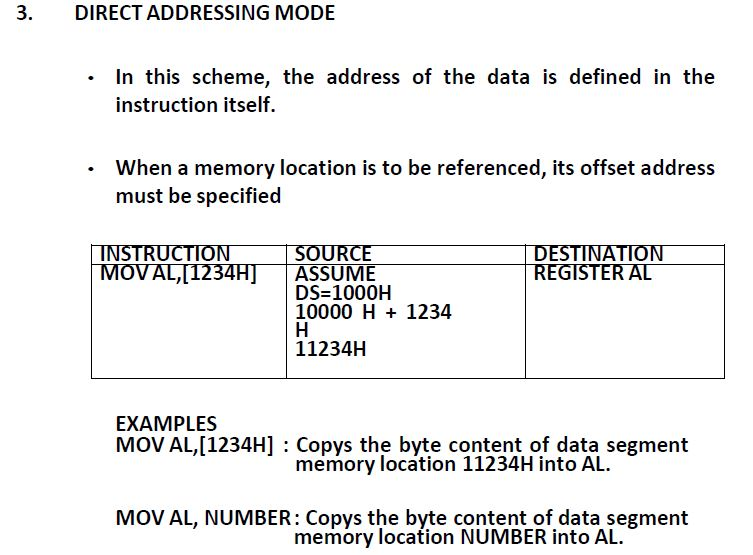 3. DIRECT ADDRESSING MODE
• In this scheme, the address of the data is defined in the
instruction itself.
• When a memory location is to be referenced, its offset address
must be specified
INSTRUCTION SOURCE DESTINATION
MOV AL,[1234H] ASSUME REGISTER AL
DS=1000H
10000 H + 1234
H
11234H
EXAMPLES
MOV AL,[1234H] : Copys the byte content of data segment
memory location 11234H into AL.
MOV AL, NUMBER: Copys the byte content of data segment
memory location NUMBER into AL.